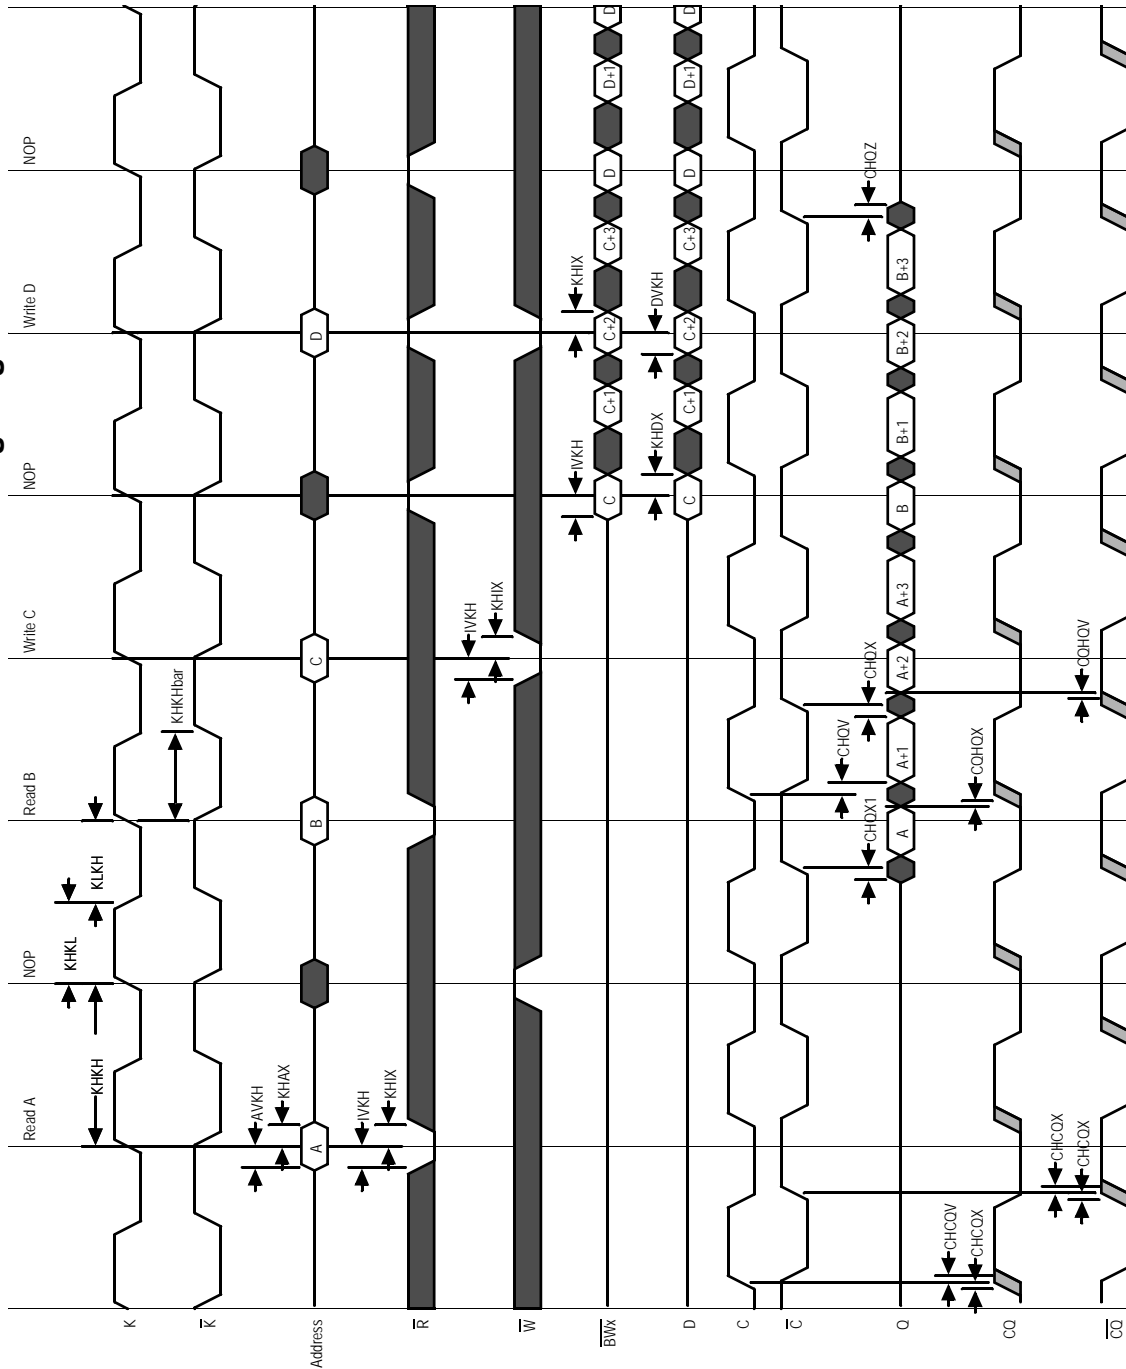 Read A
NOP
Read B
Write C
NOP
Write D
NOP
KHKL
KHKH
KLKH
K
KHKHbar
K̅
AVKH
KHAX
Address
A
B
C
D
IVKH
KHIX
R̅
IVKH
KHIX
W̅
IVKH
KHIX
B̅W̅x̅
C
C+1
C+2
C+3
D
D+1
D
KHDX
DVKH
D
C
C+1
C+2
C+3
D
D+1
D
C
C̅
CHQV
CHQX1
CHQX
CHQZ
Q
A
A+1
A+2
A+3
B
B+1
B+2
B+3
CHCQV
CHCQX
CQHQX
CQ
CHCQX
CHCQX
CQHQV
C̅Q̅